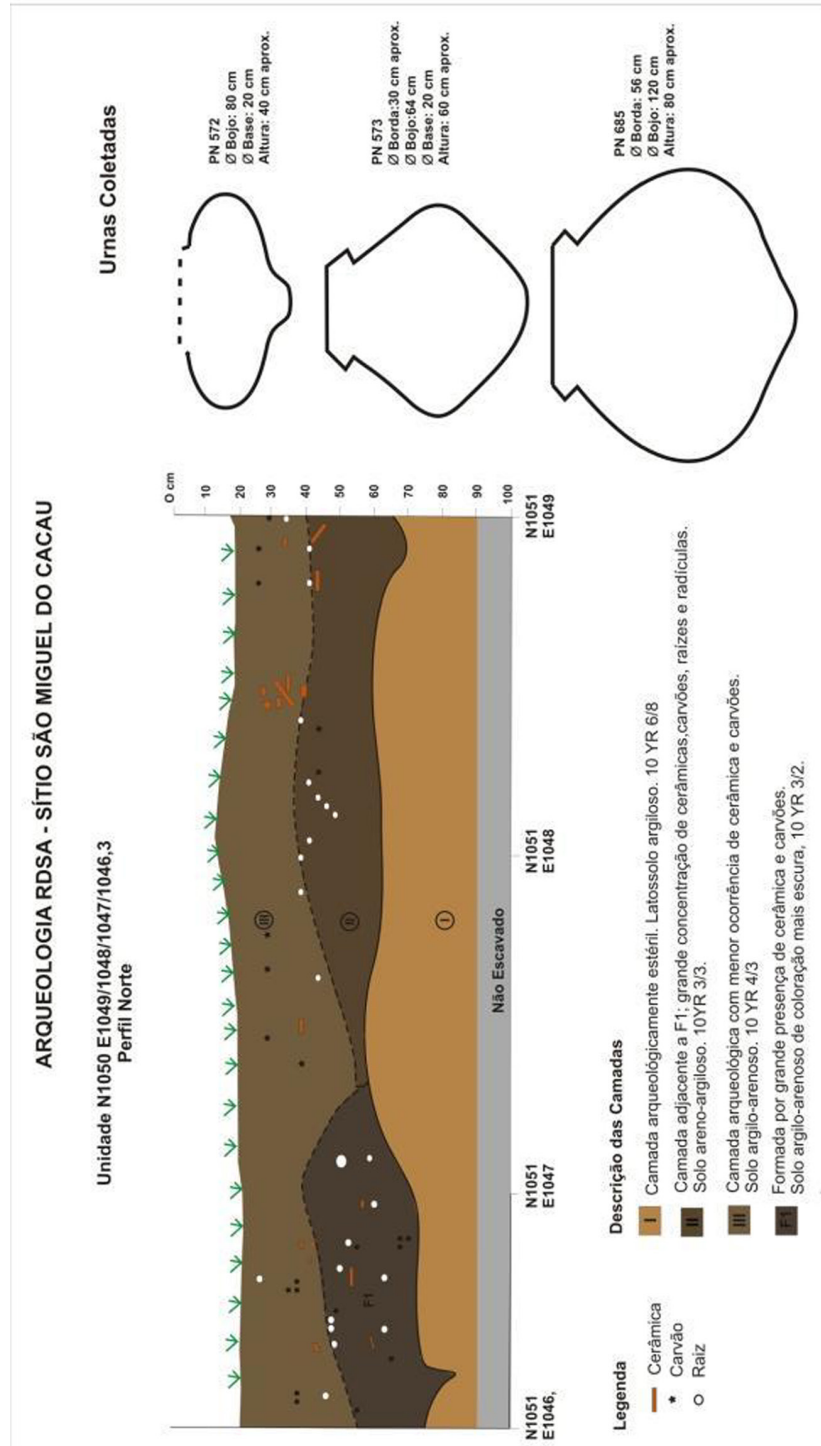 ARQUEOLOGIA RDSA - SÍTIO SÃO MIGUEL DO CACAU
Unidade N1050 E1049/1048/1047/1046,3
Perfil Norte
Urnas Coletadas
PN 572
Ø Bojo: 80 cm
Ø Base: 20 cm
Altura: 40 cm aprox.
PN 573
Ø Borda:30 cm aprox.
Ø Bojo:64 cm
Ø Base: 20 cm
Altura: 60 cm aprox.
PN 685
Ø Borda: 56 cm
Ø Bojo: 120 cm
Altura: 80 cm aprox.
O cm
10
20
30
40
50
60
70
80
90
100
III
II
I
F1
Não Escavado
N1051
E1046,
N1051
E1047
N1051
E1048
N1051
E1049
Legenda
Cerâmica
Carvão
Raiz
Descrição das Camadas
I Camada arqueológicamente estéril. Latossolo argiloso. 10 YR 6/8
II Camada adjacente a F1; grande concentração de cerâmicas,carvões, raízes e radículas.
Solo areno-argiloso. 10YR 3/3.
III Camada arqueológica com menor ocorrência de cerâmica e carvões.
Solo argilo-arenoso. 10 YR 4/3
F1 Formada por grande presença de cerâmica e carvões.
Solo argilo-arenoso de coloração mais escura, 10 YR 3/2.